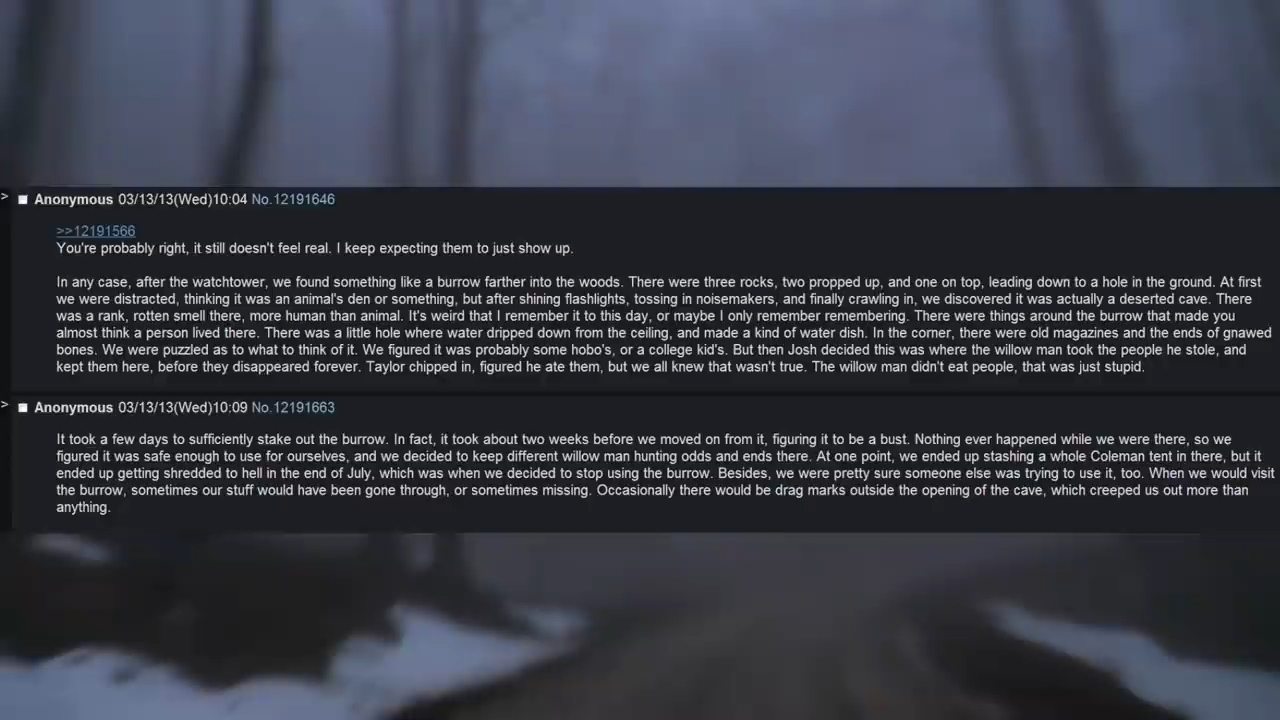 > Anonymous 03/13/13(Wed)10:04 No.12191646
>>12191566
You're probably right, it still doesn't feel real. I keep expecting them to just show up.
In any case, after the watchtower, we found something like a burrow farther into the woods. There were three rocks, two propped up, and one on top, leading down to a hole in the ground. At first
we were distracted, thinking it was an animal's den or something, but after shining flashlights, tossing in noisemakers, and finally crawling in, we discovered it was actually a deserted cave. There
was a rank, rotten smell there, more human than animal. It's weird that I remember it to this day, or maybe I only remember remembering. There were things around the burrow that made you
almost think a person lived there. There was a little hole where water dripped down from the ceiling, and made a kind of water dish. In the corner, there were old magazines and the ends of gnawed
bones. We were puzzled as to what to think of it. We figured it was probably some hobo's, or a college kid's. But then Josh decided this was where the willow man took the people he stole, and
kept them here, before they disappeared forever. Taylor chipped in, figured he ate them, but we all knew that wasn't true. The willow man didn't eat people, that was just stupid.
> Anonymous 03/13/13(Wed)10:09 No.12191663
It took a few days to sufficiently stake out the burrow. In fact, it took about two weeks before we moved on from it, figuring it to be a bust. Nothing ever happened while we were there, so we
figured it was safe enough to use for ourselves, and we decided to keep different willow man hunting odds and ends there. At one point, we ended up stashing a whole Coleman tent in there, but it
ended up getting shredded to hell in the end of July, which was when we decided to stop using the burrow. Besides, we were pretty sure someone else was trying to use it, too. When we would visit
the burrow, sometimes our stuff would have been gone through, or sometimes missing. Occasionally there would be drag marks outside the opening of the cave, which creeped us out more than
anything.